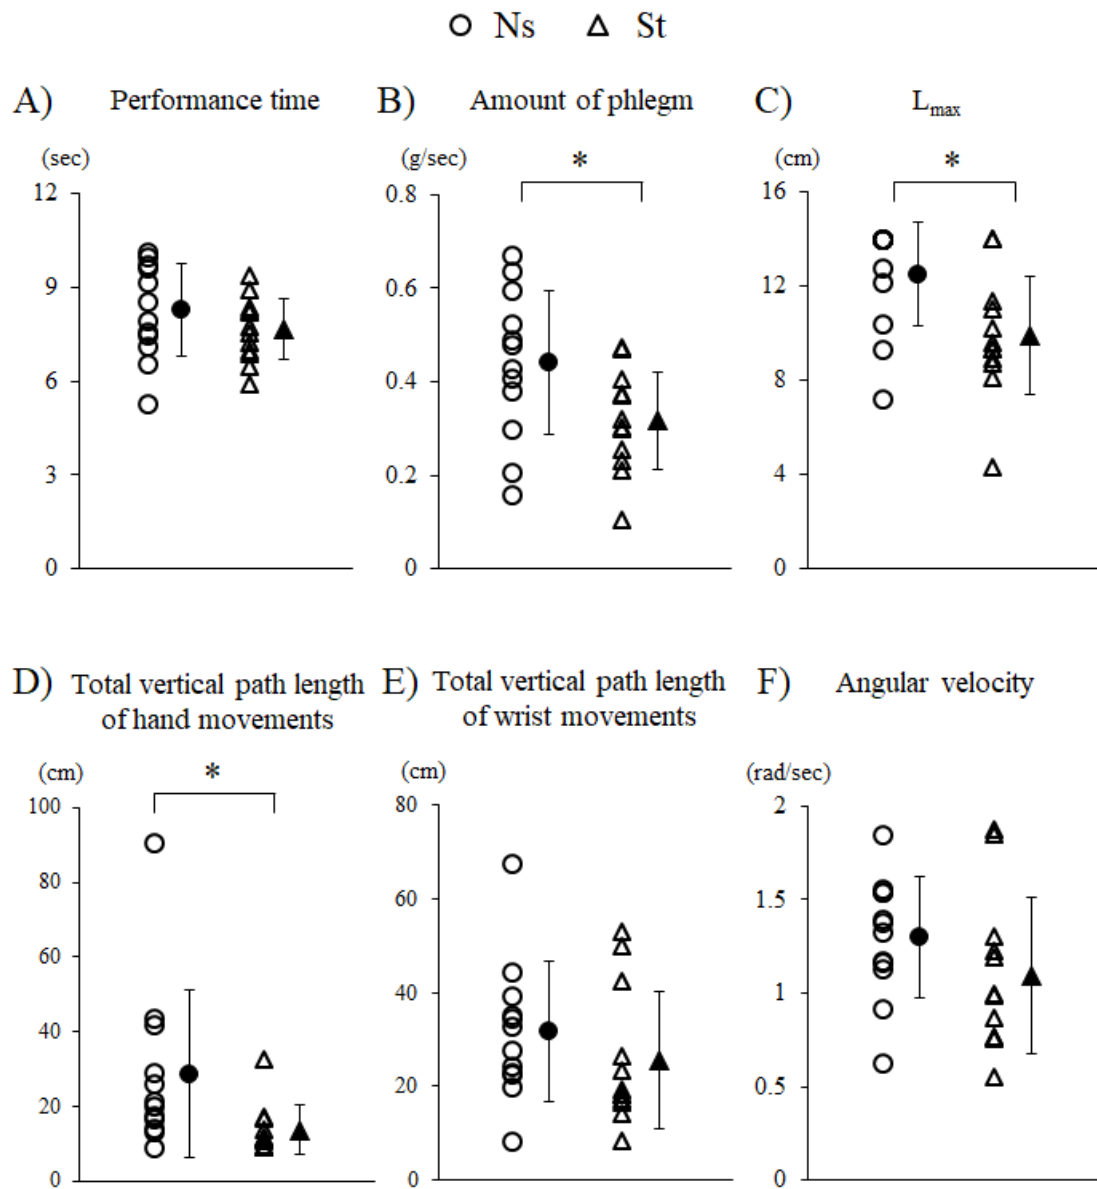 Ns St
A) Performance time
(sec)
12
9
6
3
0
B) Amount of phlegm
(g/sec)
*
0.8
0.6
0.4
0.2
0
C) Lmax
(cm)
*
16
12
8
4
0
D) Total vertical path length
of hand movements
(cm)
*
100
80
60
40
20
0
E) Total vertical path length
of wrist movements
(cm)
80
60
40
20
0
F) Angular velocity
(rad/sec)
2
1.5
1
0.5
0